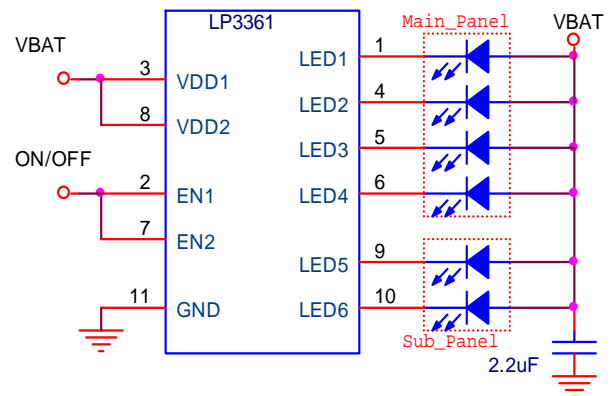 LP3361
Main_Panel
VBAT
VBAT
1
LED1
3
VDD1
4
LED2
8
VDD2
5
LED3
ON/OFF
2
EN1
6
LED4
7
EN2
9
LED5
11
GND
10
LED6
Sub_Panel
2.2uF